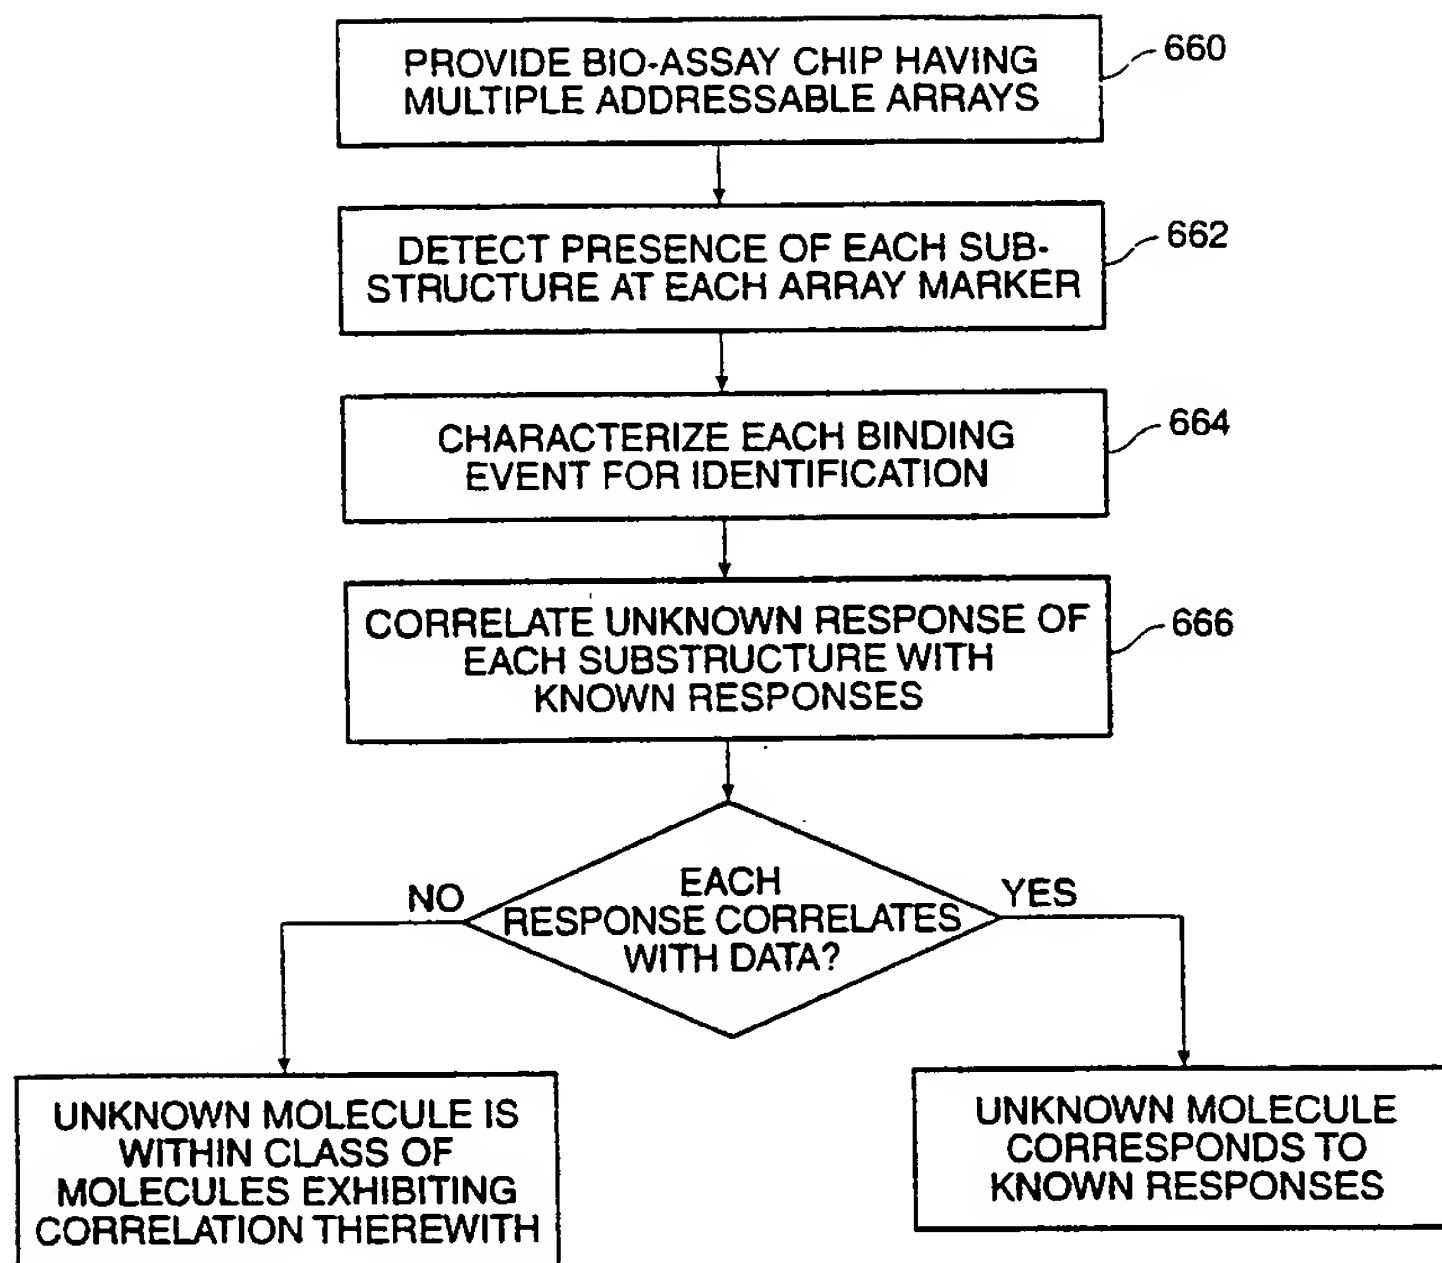 PROVIDE BIO-ASSAY CHIP HAVING
MULTIPLE ADDRESSABLE ARRAYS
660
DETECT PRESENCE OF EACH SUB-
STRUCTURE AT EACH ARRAY MARKER
662
CHARACTERIZE EACH BINDING
EVENT FOR IDENTIFICATION
664
CORRELATE UNKNOWN RESPONSE OF
EACH SUBSTRUCTURE WITH
KNOWN RESPONSES
666
EACH
RESPONSE CORRELATES
WITH DATA?
NO
YES
UNKNOWN MOLECULE IS
WITHIN CLASS OF
MOLECULES EXHIBITING
CORRELATION THEREWITH
UNKNOWN MOLECULE
CORRESPONDS TO
KNOWN RESPONSES